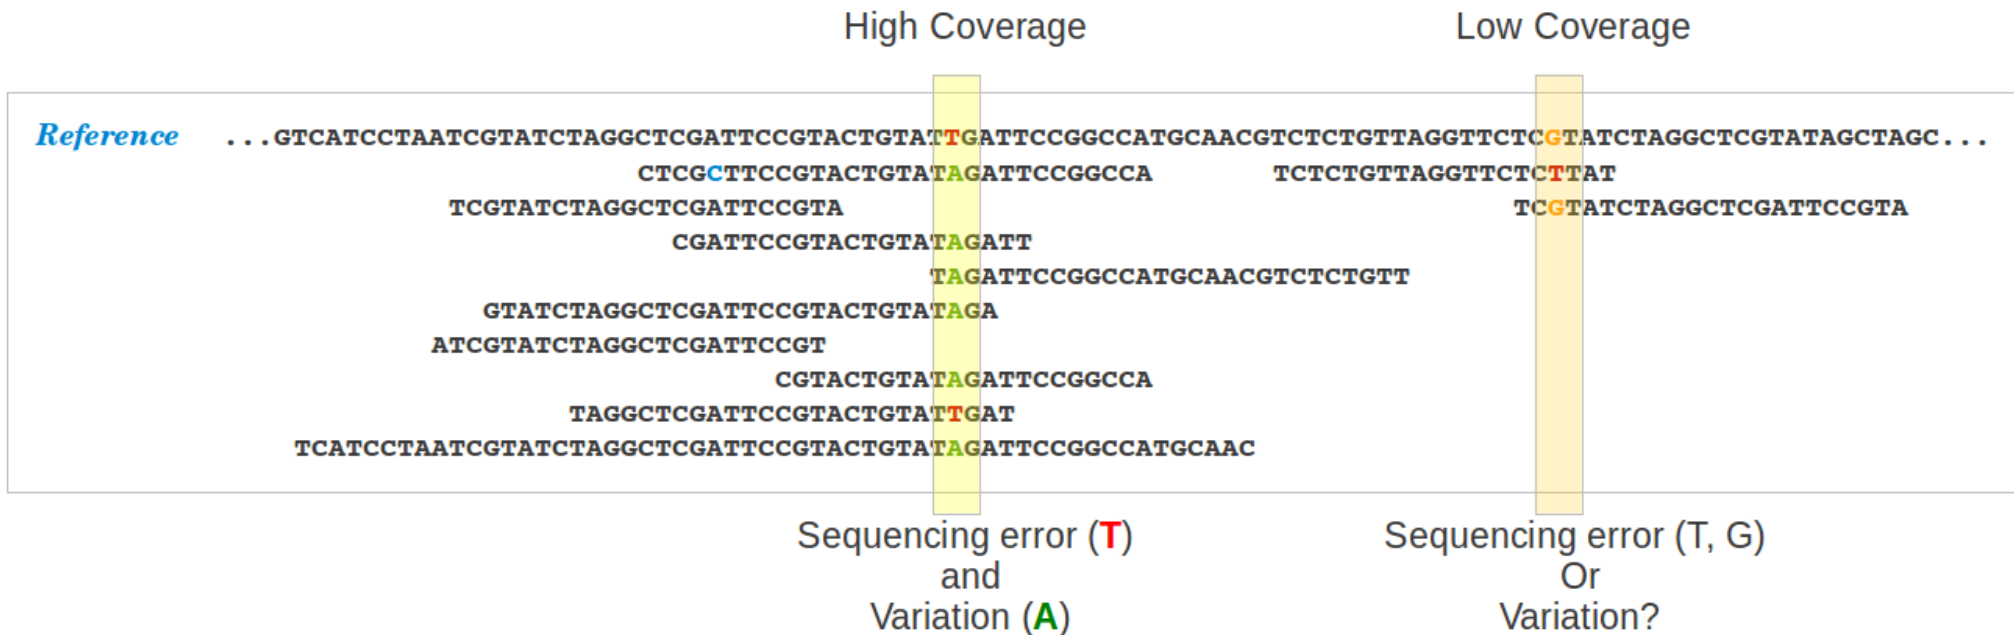 High Coverage Low Coverage
Reference ...GTCATCCTAATCGTATCTAGGCTCGATTCCGTACTGTATTGATTCCGGCCATGCAACGTCTCTGTTAGGTTCTCGTATCTAGGCTCGTATAGCTAGC...
CTCGCTTCCGTACTGTATAGATTCCGGCCA TCTCTGTTAGGTTCTCTTAT
TCGTATCTAGGCTCGATTCCGTA TCGTATCTAGGCTCGATTCCGTA
CGATTCCGTACTGTATAGATT
TAGATTCCGGCCATGCAACGTCTCTGTT
GTATCTAGGCTCGATTCCGTACTGTATAGA
ATCGTATCTAGGCTCGATTCCGT
CGTACTGTATAGATTCCGGCCA
TAGGCTCGATTCCGTACTGTATTGAT
TCATCCTAATCGTATCTAGGCTCGATTCCGTACTGTATAGATTCCGGCCATGCAAC
Sequencing error (T) Sequencing error (T, G)
and Or
Variation (A) Variation?